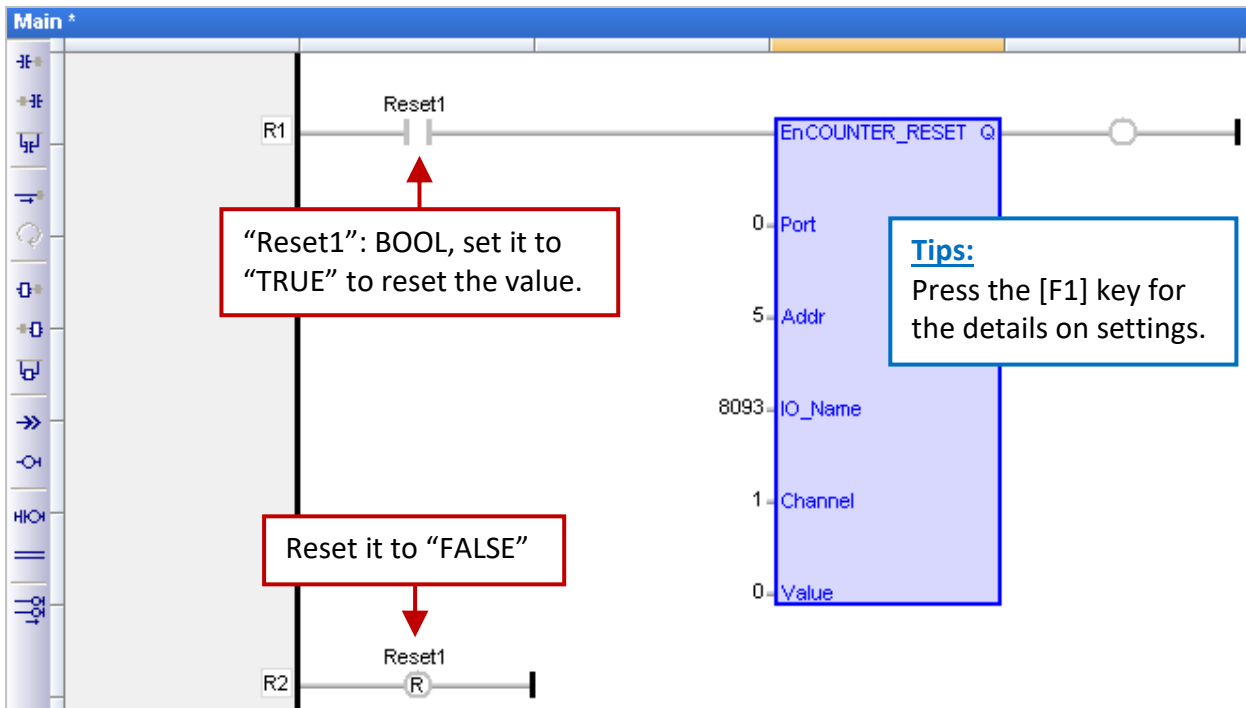 Main *
Reset1
R1
En COUNTER_RESET Q
“Reset1”: BOOL, set it to
“TRUE” to reset the value.
0 Port
Tips:
Press the [F1] key for
the details on settings.
5 Addr
8093 IO_Name
1 Channel
Reset it to “FALSE”
0 Value
Reset1
R2
R